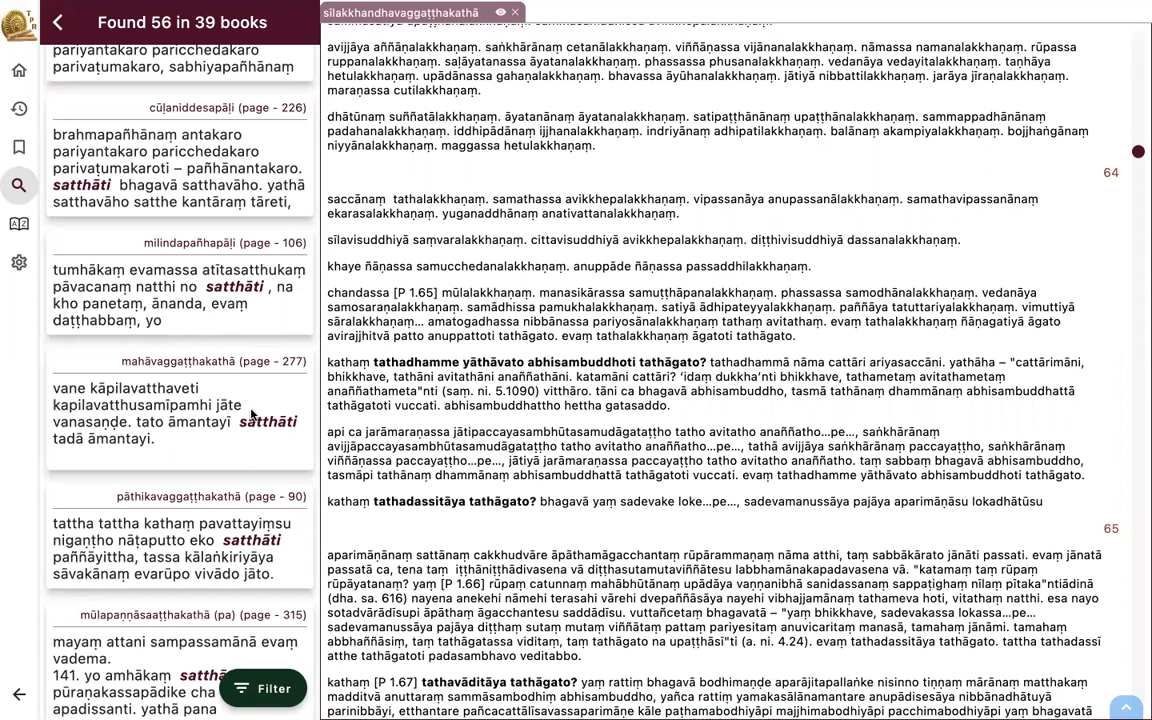 Found 56 in 39 books
pariyantakaro paricchedakaro
parivaṭumakaro, sabhiyapañhānaṃ
cūḷaniddesapāḷi (page - 226)
brahmapañhānaṃ antakaro
pariyantakaro paricchedakaro
parivaṭumakaroti – pañhānantakaro.
satthāti bhagavā satthavāho. yathā
satthavāho satthe kantāraṃ tāreti,
milindapañhapāḷi (page - 106)
tumhākaṃ evamassa atītasatthukaṃ
pāvacanaṃ natthi no satthāti , na
kho panetaṃ, ānanda, evaṃ
daṭṭhabbaṃ, yo
mahāvaggaṭṭhakathā (page - 277)
vane kāpilavatthaveti
kapilavatthusamīpamhi jāte
vanasaṇḍe. tato āmantayī satthāti
tadā āmantayi.
pāthikavaggaṭṭhakathā (page - 90)
tattha tattha kathaṃ pavattayiṃsu
nigaṇṭho nāṭaputto eko satthāti
paññāyittha, tassa kālaṅkiriyāya
sāvakānaṃ evarūpo vivādo jāto.
mūlapaṇṇāsaaṭṭhakathā (pa) (page - 315)
mayaṃ attani sampassamānā evaṃ
vadema.
141. yo amhākaṃ
pūraṇakassapādike cha
apadissanti. yathā pana
Filter
sīlakkhandhavaggaṭṭhakathā
avijjāya aññāṇalakkhaṇaṃ. saṅkhārānaṃ cetanālakkhaṇaṃ. viññāṇassa vijānanalakkhaṇaṃ. nāmassa namanalakkhaṇaṃ. rūpassa
ruppanalakkhaṇaṃ. saḷāyatanassa āyatanalakkhaṇaṃ. phassassa phusanalakkhaṇaṃ. vedanāya vedayitalakkhaṇaṃ. taṇhāya
hetulakkhaṇaṃ. upādānassa gahaṇalakkhaṇaṃ. bhavassa āyūhanalakkhaṇaṃ. jātiyā nibbattilakkhaṇaṃ. jarāya jīraṇalakkhaṇaṃ.
maraṇassa cutilakkhaṇaṃ.
dhātūnaṃ suññatālakkhaṇaṃ. āyatanānaṃ āyatanalakkhaṇaṃ. satipaṭṭhānānaṃ upaṭṭhānalakkhaṇaṃ. sammappadhānānaṃ
padahanalakkhaṇaṃ. iddhipādānaṃ ijjhanalakkhaṇaṃ. indriyānaṃ adhipatilakkhaṇaṃ. balānaṃ akampiyalakkhaṇaṃ. bojjhaṅgānaṃ
niyyānalakkhaṇaṃ. maggassa hetulakkhaṇaṃ.
64
saccānaṃ tathalakkhaṇaṃ. samathassa avikkhepalakkhaṇaṃ. vipassanāya anupassanālakkhaṇaṃ. samathavipassanānaṃ
ekarasalakkhaṇaṃ. yuganaddhānaṃ anativattanalakkhaṇaṃ.
sīlavisuddhiyā saṃvaralakkhaṇaṃ. cittavisuddhiyā avikkhepalakkhaṇaṃ. diṭṭhivisuddhiyā dassanalakkhaṇaṃ.
khaye ñāṇassa samucchedanalakkhaṇaṃ. anuppāde ñāṇassa passaddhilakkhaṇaṃ.
chandassa [P 1.65] mūlalakkhaṇaṃ. manasikārassa samuṭṭhāpanalakkhaṇaṃ. phassassa samodhānalakkhaṇaṃ. vedanāya
samosaraṇalakkhaṇaṃ. samādhissa pamukhalakkhaṇaṃ. satiyā ādhipateyyalakkhaṇaṃ. paññāya tatuttariyalakkhaṇaṃ. vimuttiyā
sāralakkhaṇaṃ... amatogadhassa nibbānassa pariyosānalakkhaṇaṃ tathaṃ avitathaṃ. evaṃ tathalakkhaṇaṃ ñāṇagatiyā āgato
avirajjhitvā patto anuppattoti tathāgato. evaṃ tathalakkhaṇaṃ āgatoti tathāgato.
kathaṃ tathadhamme yāthāvato abhisambuddhoti tathāgato? tathadhammā nāma cattāri ariyasaccāni. yathāha – "cattārimāni,
bhikkhave, tathāni avitathāni anaññathāni. katamāni cattāri? ‘idaṃ dukkha’nti bhikkhave, tathametaṃ avitathametaṃ
anaññathameta"nti (saṃ. ni. 5.1090) vitthāro. tāni ca bhagavā abhisambuddho, tasmā tathānaṃ dhammānaṃ abhisambuddhattā
tathāgatoti vuccati. abhisambuddhattho hettha gatasaddo.
api ca jarāmaraṇassa jātipaccayasambhūtasamudāgataṭṭho tatho avitatho anaññatho...pe..., saṅkhārānaṃ
avijjāpaccayasambhūtasamudāgataṭṭho tatho avitatho anaññatho...pe..., tathā avijjāya saṅkhārānaṃ paccayaṭṭho, saṅkhārānaṃ
viññāṇassa paccayaṭṭho...pe..., jātiyā jarāmaraṇassa paccayaṭṭho tatho avitatho anaññatho. taṃ sabbaṃ bhagavā abhisambuddho,
tasmāpi tathānaṃ dhammānaṃ abhisambuddhattā tathāgatoti vuccati. evaṃ tathadhamme yāthāvato abhisambuddhoti tathāgato.
kathaṃ tathadassitāya tathāgato? bhagavā yaṃ sadevake loke...pe..., sadevamanussāya pajāya aparimāṇāsu lokadhātūsu
65
aparimāṇānaṃ sattānaṃ cakkhudvāre āpāthamāgacchantaṃ rūpārammaṇaṃ nāma atthi, taṃ sabbākārato jānāti passati. evaṃ jānatā
passatā ca, tena taṃ iṭṭhāniṭṭhādivasena vā diṭṭhasutamutaviññātesu labbhamānakapadavasena vā. "katamaṃ taṃ rūpaṃ
rūpāyatanaṃ? yaṃ [P 1.66] rūpaṃ catunnaṃ mahābhūtānaṃ upādāya vaṇṇanibhā sanidassanaṃ sappaṭighaṃ nīlaṃ pītaka"ntiādinā
(dha. sa. 616) nayena anekehi nāmehi terasahi vārehi dvepaññāsāya nayehi vibhajjamānaṃ tathameva hoti, vitathaṃ natthi. esa nayo
sotadvārādīsupi āpāthaṃ āgacchantesu saddādīsu. vuttañcetaṃ bhagavatā – "yaṃ bhikkhave, sadevakassa lokassa...pe...
sadevamanussāya pajāya diṭṭhaṃ sutaṃ mutaṃ viññātaṃ pattaṃ pariyesitaṃ anuvicaritaṃ manasā, tamahaṃ jānāmi. tamahaṃ
abbhaññāsiṃ, taṃ tathāgatassa viditaṃ, taṃ tathāgato na upaṭṭhāsī"ti (a. ni. 4.24). evaṃ tathadassitāya tathāgato. tattha tathadassī
atthe tathāgatoti padasambhavo veditabbo.
kathaṃ [P 1.67] tathavāditāya tathāgato? yaṃ rattiṃ bhagavā bodhimaṇḍe aparājitapallaṅke nisinno tiṇṇaṃ mārānaṃ matthakaṃ
madditvā anuttaraṃ sammāsambodhiṃ abhisambuddho, yañca rattiṃ yamakasālānamantare anupādisesāya nibbānadhātuyā
parinibbāyi, etthantare pañcacattālīsavassaparimāṇe kāle paṭhamabodhiyāpi majjhimabodhiyāpi pacchimabodhiyāpi yaṃ bhagavatā